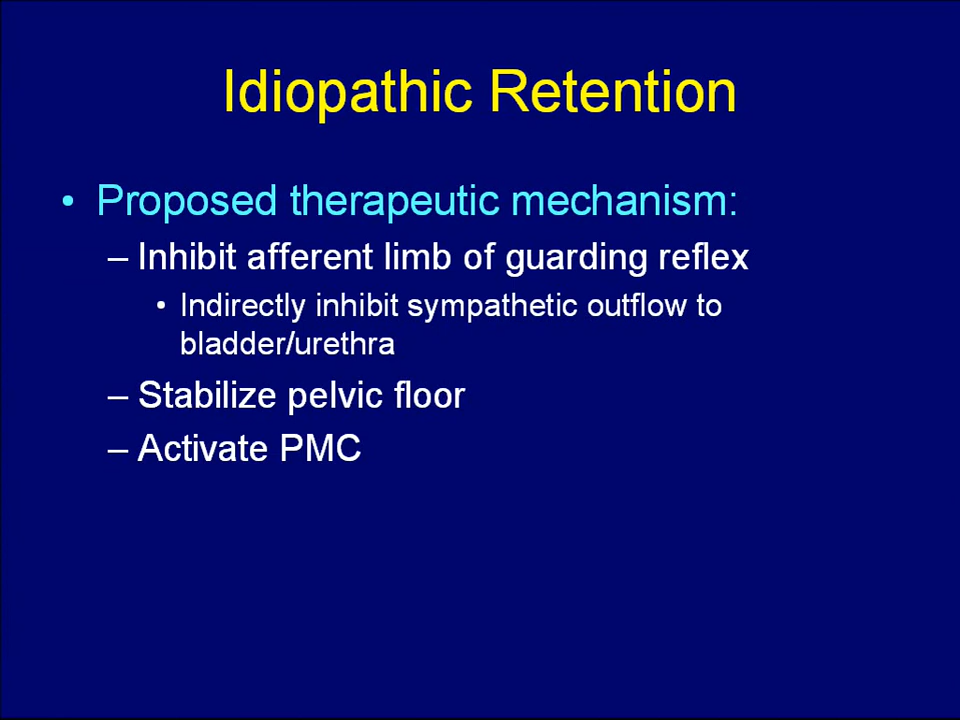 Idiopathic Retention
• Proposed therapeutic mechanism:
– Inhibit afferent limb of guarding reflex
• Indirectly inhibit sympathetic outflow to
bladder/urethra
– Stabilize pelvic floor
– Activate PMC